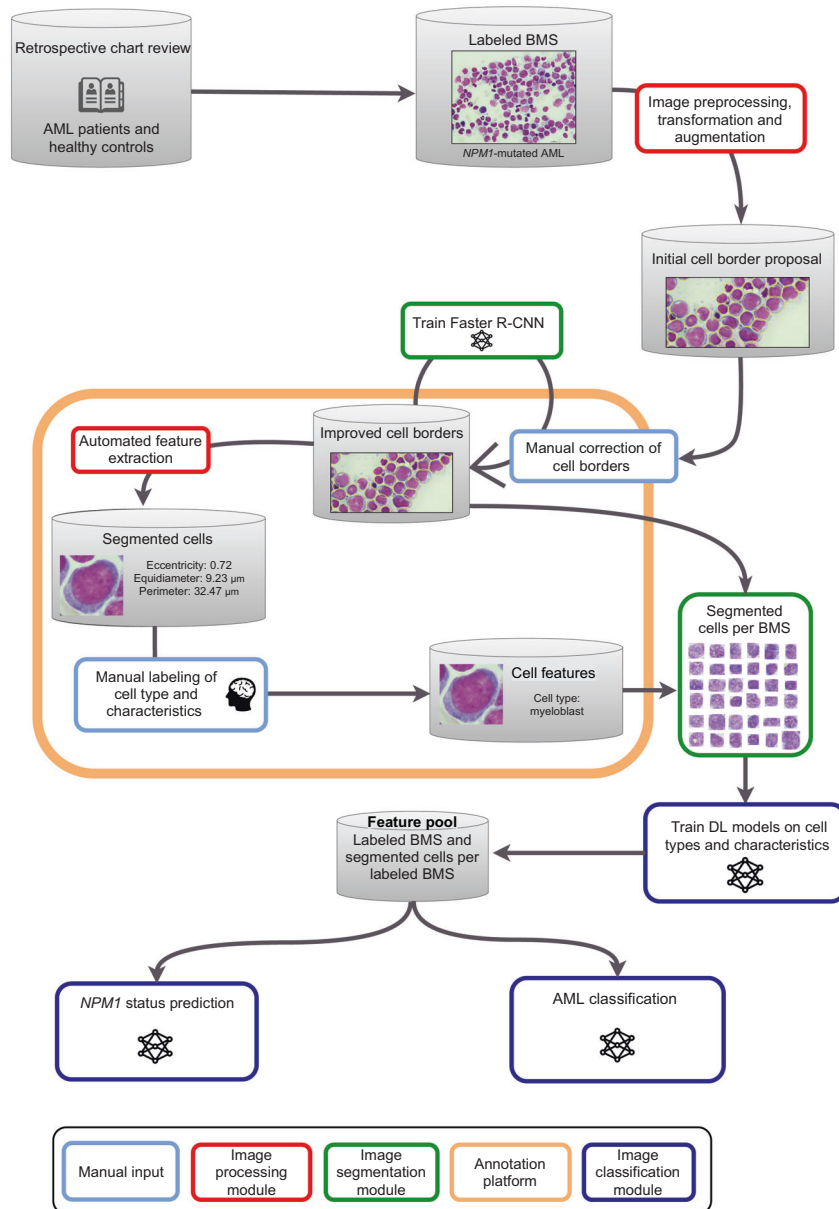 Retrospective chart review
AML patients and
healthy controls
Labeled BMS
NPM1-mutated AML
Image preprocessing,
transformation and
augmentation
Initial cell border proposal
Train Faster R-CNN
Improved cell borders
Manual correction of
cell borders
Automated feature
extraction
Segmented cells
Eccentricity: 0.72
Equidiameter: 9.23 µm
Perimeter: 32.47 µm
Manual labeling of
cell type and
characteristics
Cell features
Cell type:
myeloblast
Segmented
cells per BMS
Train DL models on cell
types and characteristics
Feature pool
Labeled BMS and
segmented cells per
labeled BMS
NPM1 status prediction
AML classification
Manual input
Image
processing
module
Image
segmentation
module
Annotation
platform
Image
classification
module